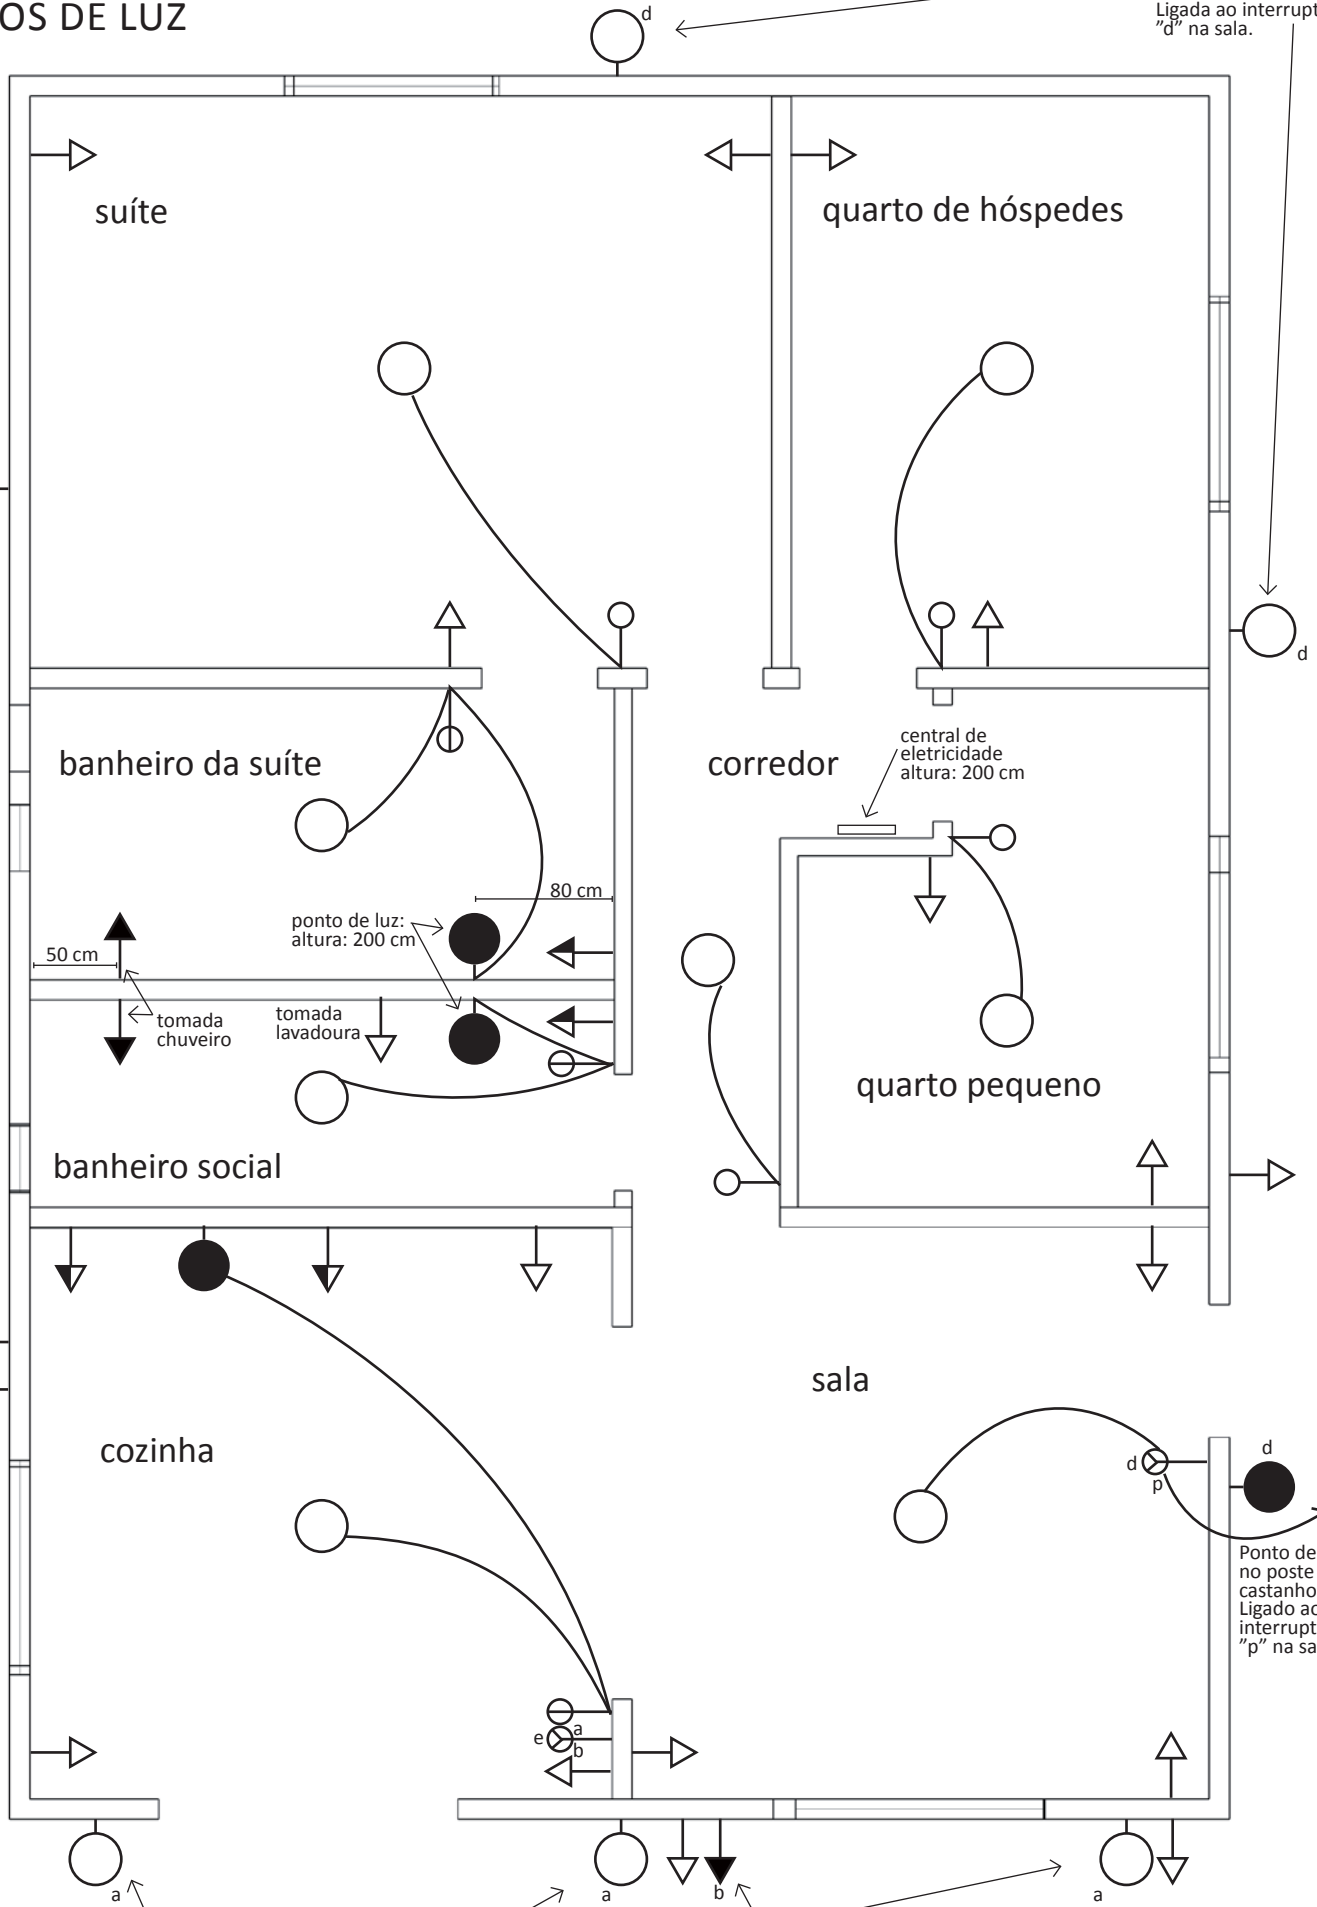 OS DE LUZ
d
Ligada ao interrupt
"d" na sala.
suíte
quarto de hóspedes
d
banheiro da suíte
corredor
central de
eletricidade
altura: 200 cm
80 cm
ponto de luz:
altura: 200 cm
50 cm
tomada
chuveiro
tomada
lavadoura
quarto pequeno
banheiro social
sala
cozinha
d
p
d
Ponto de
no poste
castanho
Ligado ao
interrupt
"p" na sa
a
e
b
a
a
b
a